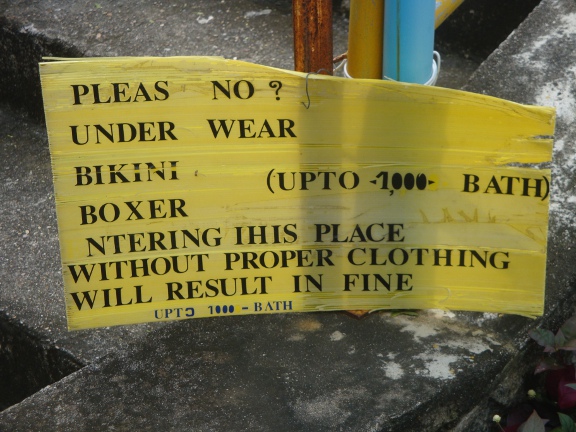 PLEAS NO ?
UNDER WEAR
BIKINI (UPTO -1,000- BATH)
BOXER
NTERING IHIS PLACE
WITHOUT PROPER CLOTHING
WILL RESULT IN FINE
UPTO 1000 - BATH